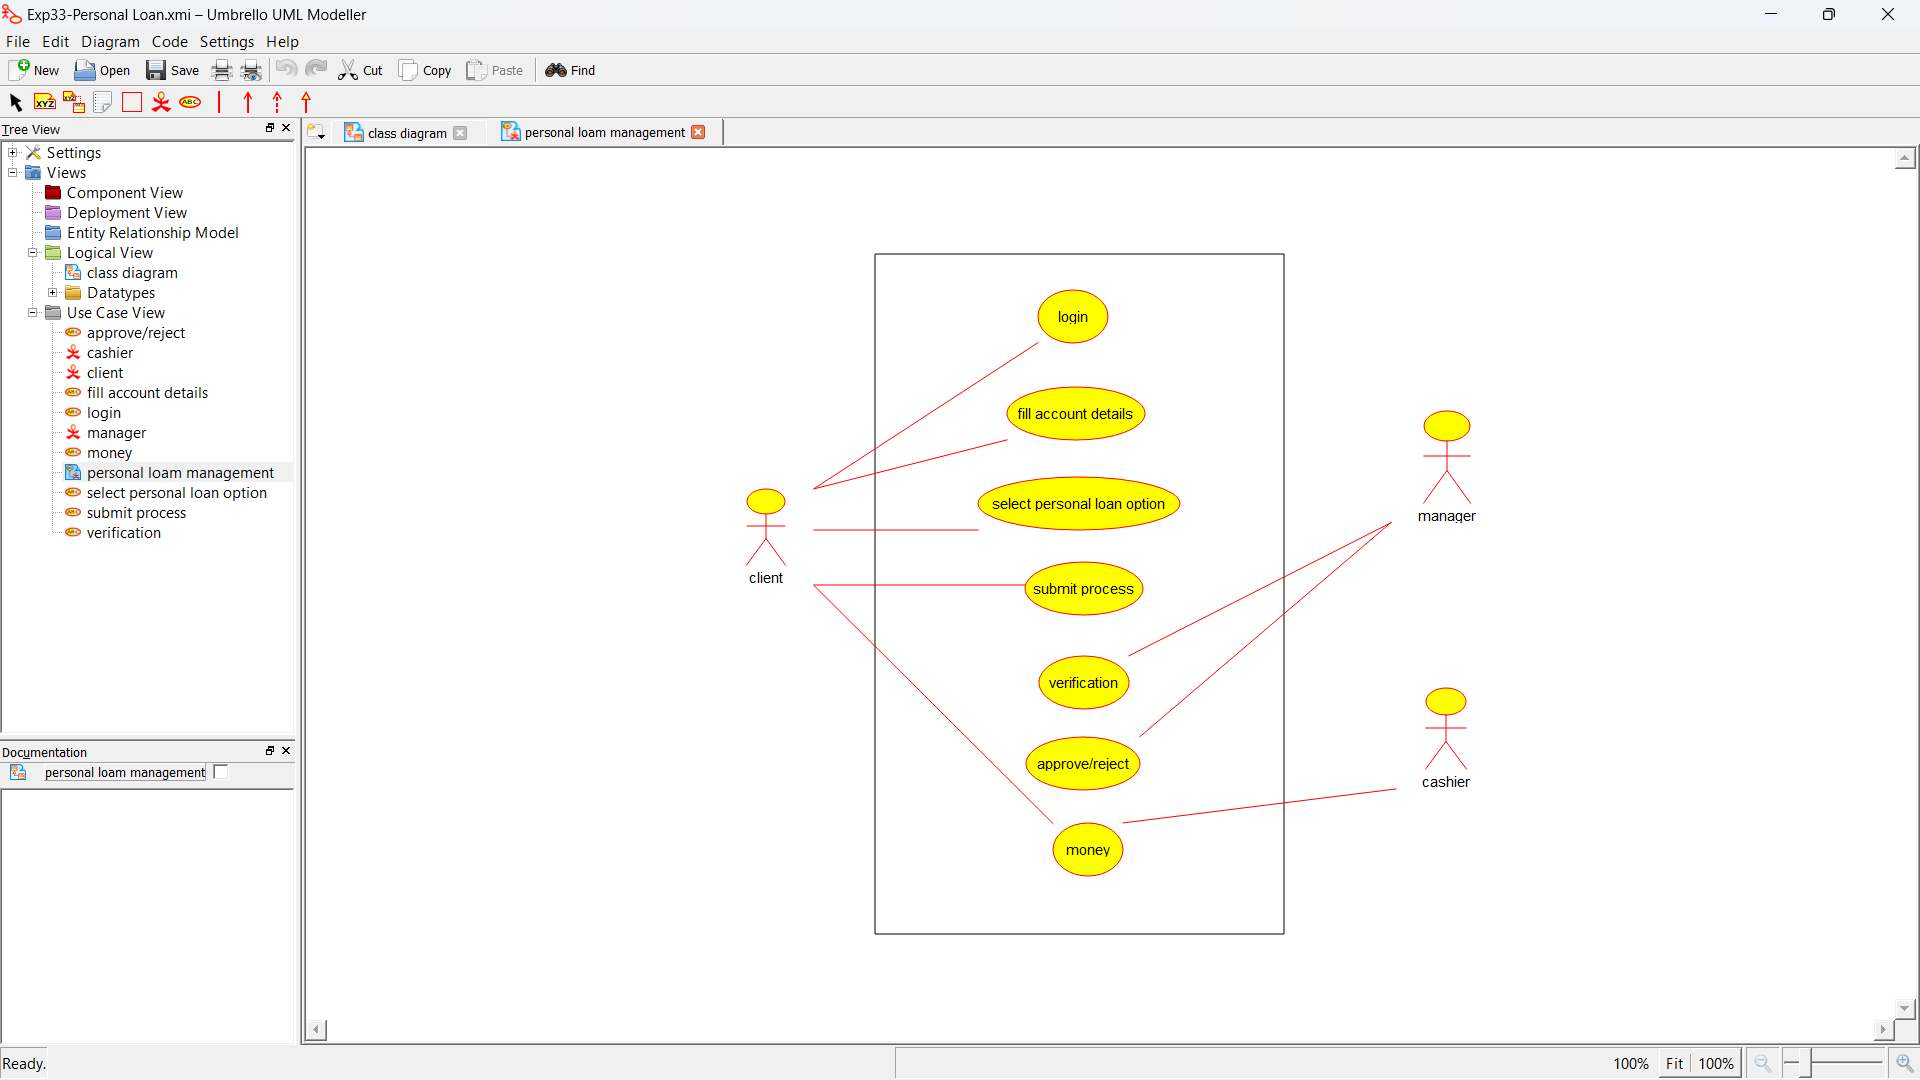 Exp33-Personal Loan.xmi – Umbrello UML Modeller
File Edit Diagram Code Settings Help
New Open Save Cut Copy Paste Find
XYZ XYZ ABC
Tree View
class diagram
personal loam management
Settings
Views
Component View
Deployment View
Entity Relationship Model
Logical View
class diagram
Datatypes
Use Case View
approve/reject
cashier
client
fill account details
login
manager
money
personal loam management
select personal loan option
submit process
verification
Documentation
personal loam management
login
fill account details
select personal loan option
submit process
verification
approve/reject
money
client
manager
cashier
Ready.
100% Fit 100%